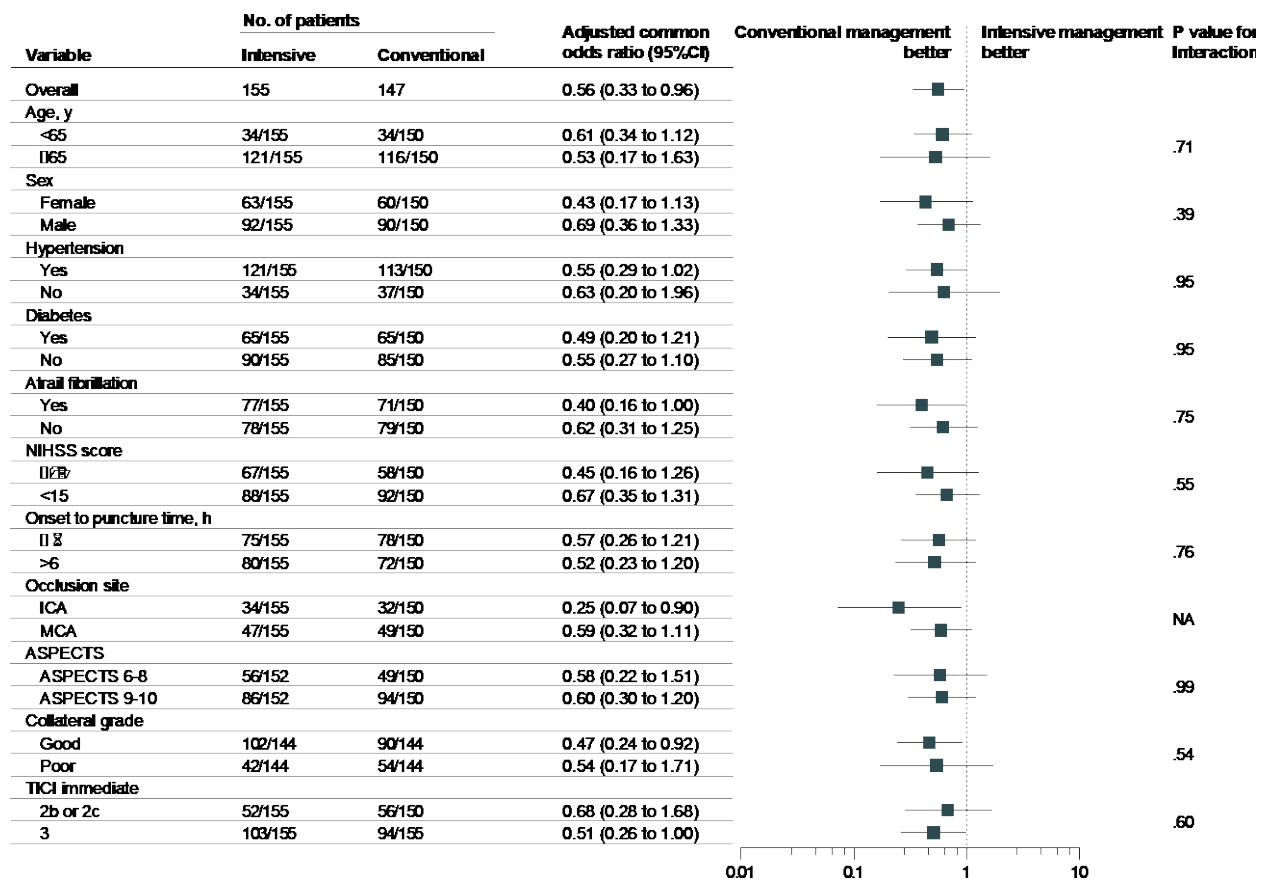 No. of patients
Adjusted common odds ratio (95%CI)
Conventional management better
Intensive management better
P value for Interaction
Variable Intensive Conventional
Overall 155 147 0.56 (0.33 to 0.96)
Age, y
<65 34/155 34/150 0.61 (0.34 to 1.12)
65 121/155 116/150 0.53 (0.17 to 1.63)
.71
Sex
Female 63/155 60/150 0.43 (0.17 to 1.13)
Male 92/155 90/150 0.69 (0.36 to 1.33)
.39
Hypertension
Yes 121/155 113/150 0.55 (0.29 to 1.02)
No 34/155 37/150 0.63 (0.20 to 1.96)
.95
Diabetes
Yes 65/155 65/150 0.49 (0.20 to 1.21)
No 90/155 85/150 0.55 (0.27 to 1.10)
.95
Atrail fibrillation
Yes 77/155 71/150 0.40 (0.16 to 1.00)
No 78/155 79/150 0.62 (0.31 to 1.25)
.75
NIHSS score
67/155 58/150 0.45 (0.16 to 1.26)
<15 88/155 92/150 0.67 (0.35 to 1.31)
.55
Onset to puncture time, h
75/155 78/150 0.57 (0.26 to 1.21)
>6 80/155 72/150 0.52 (0.23 to 1.20)
.76
Occlusion site
ICA 34/155 32/150 0.25 (0.07 to 0.90)
MCA 47/155 49/150 0.59 (0.32 to 1.11)
NA
ASPECTS
ASPECTS 6-8 56/152 49/150 0.58 (0.22 to 1.51)
ASPECTS 9-10 86/152 94/150 0.60 (0.30 to 1.20)
.99
Collateral grade
Good 102/144 90/144 0.47 (0.24 to 0.92)
Poor 42/144 54/144 0.54 (0.17 to 1.71)
.54
TICI immediate
2b or 2c 52/155 56/150 0.68 (0.28 to 1.68)
3 103/155 94/155 0.51 (0.26 to 1.00)
.60
0.01 0.1 1 10